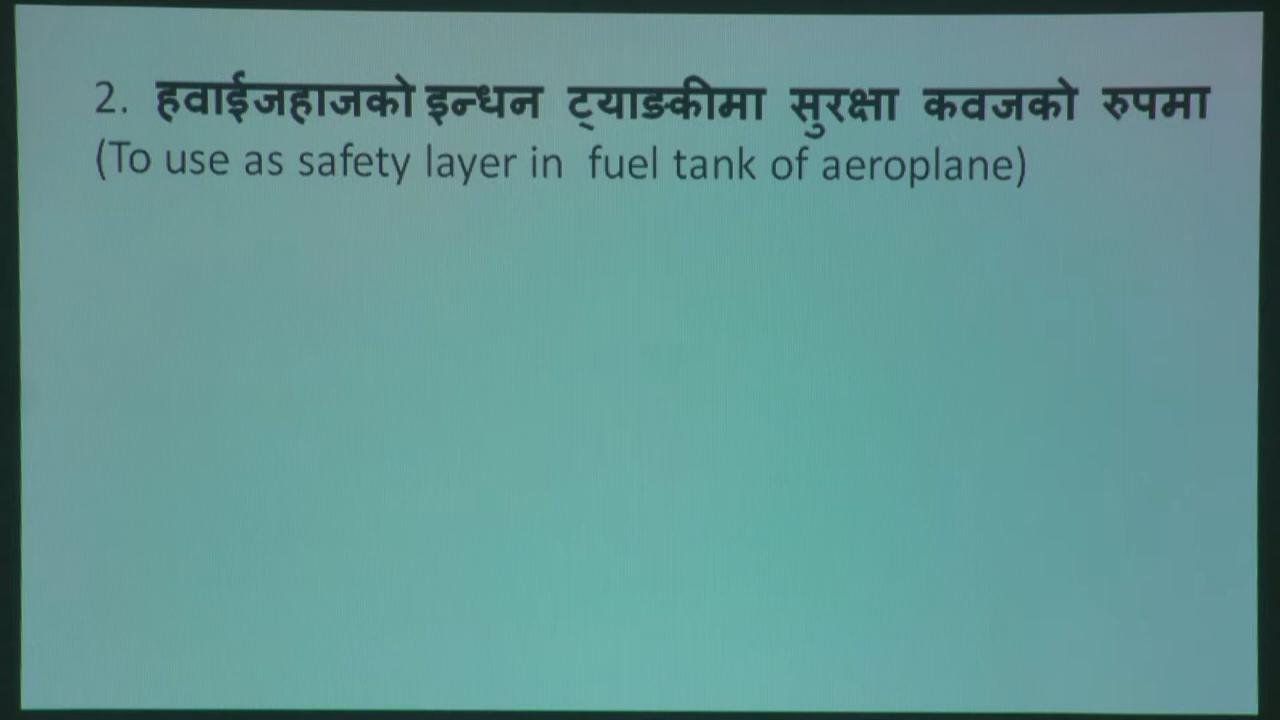 2. हवाईजहाजको इन्धन ट्याङकीमा सुरक्षा कवजको रुपमा
(To use as safety layer in fuel tank of aeroplane)